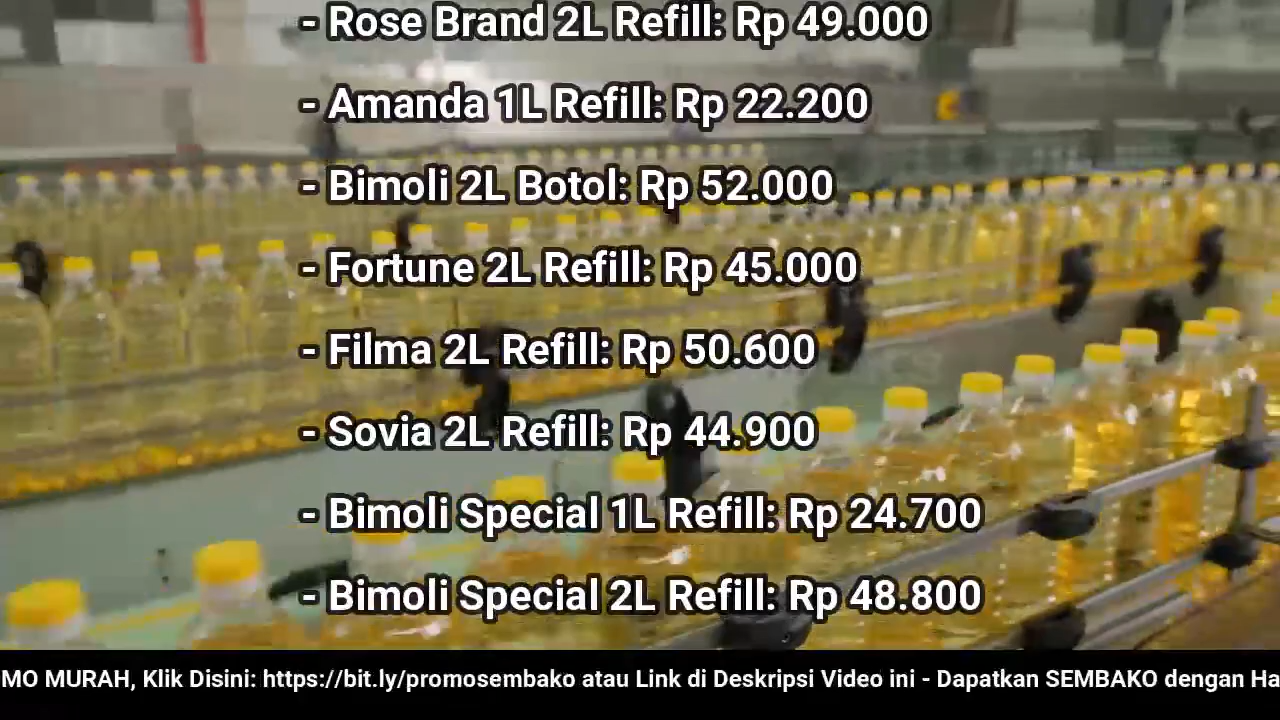 - Rose Brand 2L Refill: Rp 49.000
- Amanda 1L Refill: Rp 22.200
- Bimoli 2L Botol: Rp 52.000
- Fortune 2L Refill: Rp 45.000
- Filma 2L Refill: Rp 50.600
- Sovia 2L Refill: Rp 44.900
- Bimoli Special 1L Refill: Rp 24.700
- Bimoli Special 2L Refill: Rp 48.800
MO MURAH, Klik Disini: https://bit.ly/promosembako atau Link di Deskripsi Video ini - Dapatkan SEMBAKO dengan Ha